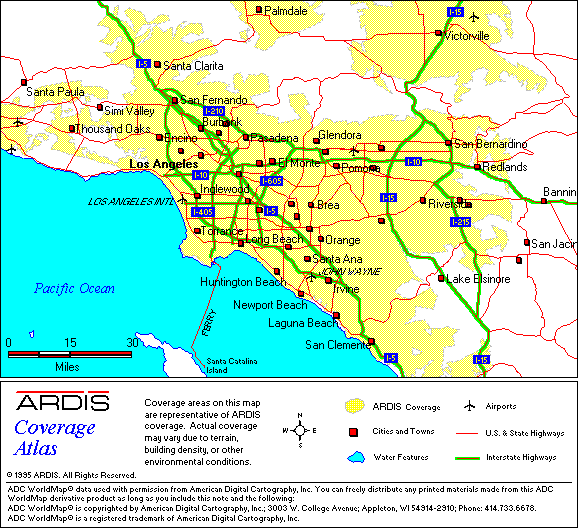 Palmdale
I-15
Victorville
I-5
Santa Clarita
Santa Paula
San Fernando
Simi Valley
I-210
Burbank
Thousand Oaks
Encino
Pasadena
Glendora
San Bernardino
Los Angeles
El Monte
Pomona
I-10
Redlands
I-10
I-605
Inglewood
I-15
Bannin
LOS ANGELES INTL
I-405
I-5
Brea
Riversid
I-215
Torrance
Long Beach
Orange
San Jacin
Santa Ana
JOHN WAYNE
Huntington Beach
Irvine
Lake Elsinore
Pacific Ocean
Newport Beach
FERRY
Laguna Beach
0 15 30
Miles
San Clemente
Santa Catalina
Island
I-5
I-15
ARDIS
Coverage
Atlas
© 1995 ARDIS. All Rights Reserved.
Coverage areas on this map
are representative of ARDIS
coverage. Actual coverage
may vary due to terrain,
building density, or other
environmental conditions.
N
W E
S
ARDIS Coverage
Airports
Cities and Towns
U.S. & State Highways
Water Features
Interstate Highways
ADC WorldMap® data used with permission from American Digital Cartography, Inc. You can freely distribute any printed materials made from this ADC
WorldMap derivative product as long as you include this note and the following:
ADC WorldMap® is copyrighted by American Digital Cartography, Inc.; 3003 W. College Avenue; Appleton, WI 54914-2910; Phone: 414.733.6678.
ADC WorldMap® is a registered trademark of American Digital Cartography, Inc.